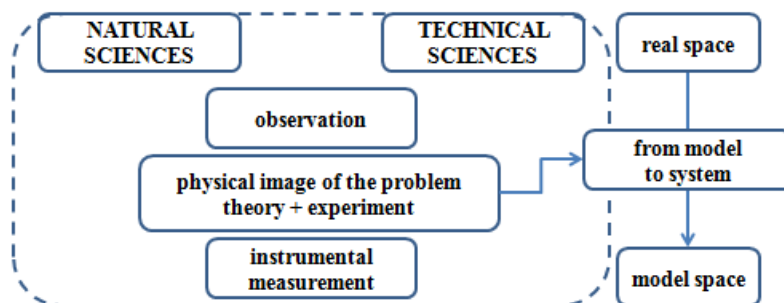 NATURAL
SCIENCES
TECHNICAL
SCIENCES
real space
observation
from model
to system
physical image of the problem
theory + experiment
instrumental
measurement
model space